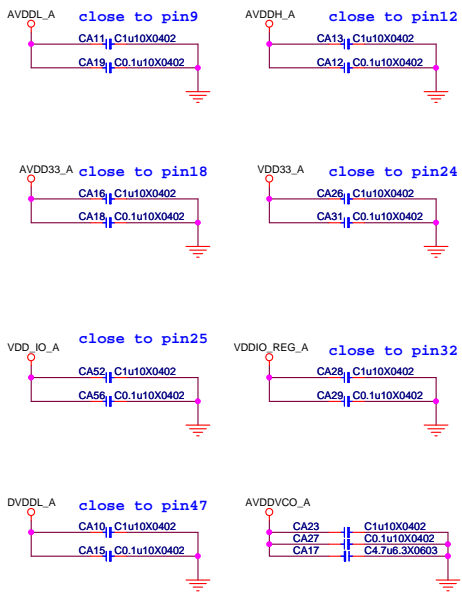 AVDDL_A close to pin9
CA11 C1u10X0402
CA19 C0.1u10X0402
AVDDH_A close to pin12
CA13 C1u10X0402
CA12 C0.1u10X0402
AVDD33_A close to pin18
CA16 C1u10X0402
CA18 C0.1u10X0402
VDD33_A close to pin24
CA26 C1u10X0402
CA31 C0.1u10X0402
VDD_IO_A close to pin25
CA52 C1u10X0402
CA56 C0.1u10X0402
VDDIO_REG_A close to pin32
CA28 C1u10X0402
CA29 C0.1u10X0402
DVDDL_A close to pin47
CA10 C1u10X0402
CA15 C0.1u10X0402
AVDDVCO_A
CA23 C1u10X0402
CA27 C0.1u10X0402
CA17 C4.7u6.3X0603